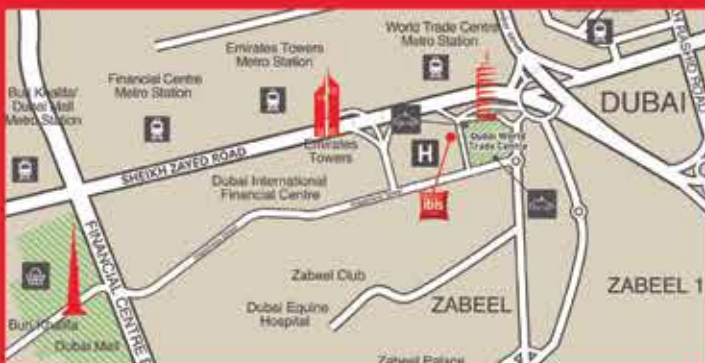 World Trade Centre
Metro Station
Emirates Towers
Metro Station
Financial Centre
Metro Station
Burj Khalifa/
Dubai Mall
Metro Station
DUBAI
Dubai World
Trade Centre
Emirates
Towers
H
SHEIKH ZAYED ROAD
Dubai International
Financial Centre
ibis
FINANCIAL CENTRE
Zabeel Club
ZABEEL 1
ZABEEL
Dubai Equine
Hospital
Burj Khalifa
Dubai Mall
Zabeel Palace